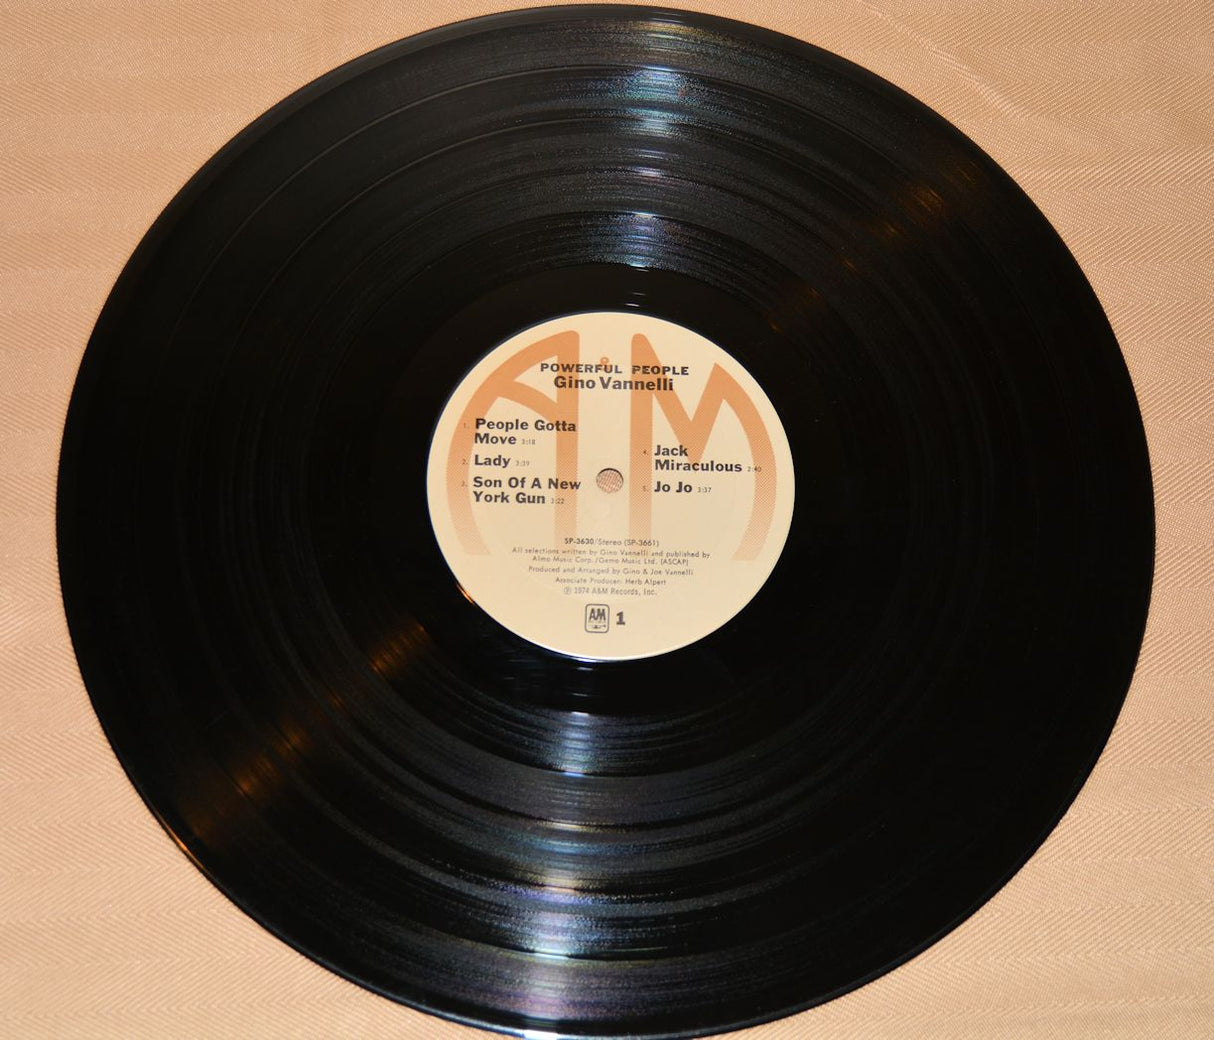 A&M
POWERFUL PEOPLE
Gino Vannelli
1. People Gotta
Move 3:18
2. Lady 3:39
3. Son Of A New
York Gun 3:22
4. Jack
Miraculous 2:40
5. Jo Jo 3:37
SP-3630/Stereo (SP-3661)
All selections written by Gino Vannelli and published by
Almo Music Corp./Gemo Music Ltd. (ASCAP)
Produced and Arranged by Gino & Joe Vannelli
Associate Producer: Herb Alpert
Ⓟ 1974 A&M Records, Inc.
AM 1